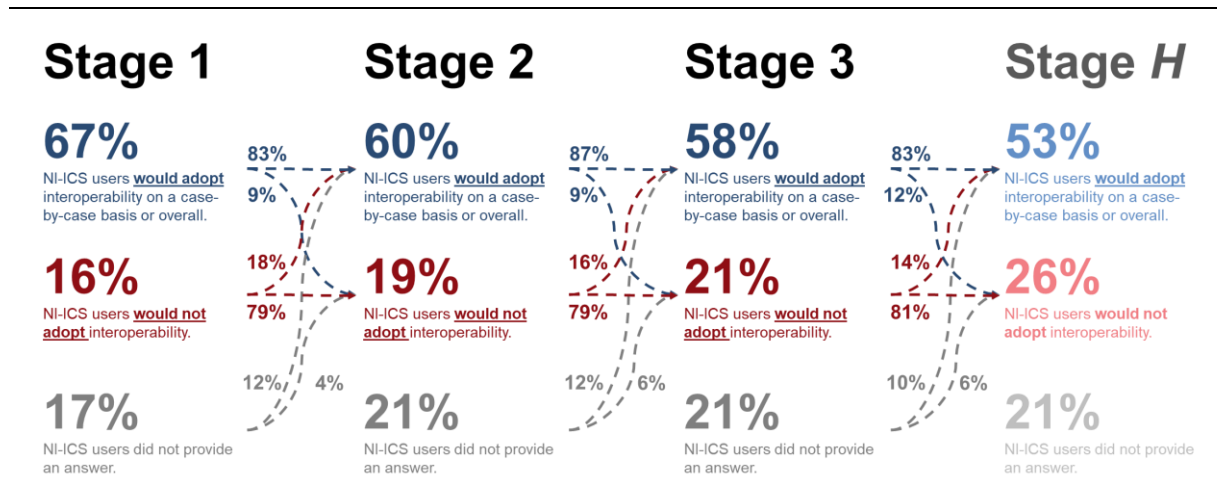 Stage 1 Stage 2 Stage 3 Stage H
67% 83% 60% 87% 58% 83% 53%
NI-ICS users would adopt 9% NI-ICS users would adopt 9% NI-ICS users would adopt 12% NI-ICS users would adopt
interoperability on a case- interoperability on a case- interoperability on a case- interoperability on a case-
by-case basis or overall. by-case basis or overall. by-case basis or overall. by-case basis or overall.
16% 18% 19% 16% 21% 14% 26%
NI-ICS users would not 79% NI-ICS users would not 79% NI-ICS users would not 81% NI-ICS users would not
adopt interoperability. adopt interoperability. adopt interoperability. adopt interoperability.
17% 12% 4% 21% 12% 6% 21% 10% 6% 21%
NI-ICS users did not provide NI-ICS users did not provide NI-ICS users did not provide NI-ICS users did not provide
an answer. an answer. an answer. an answer.